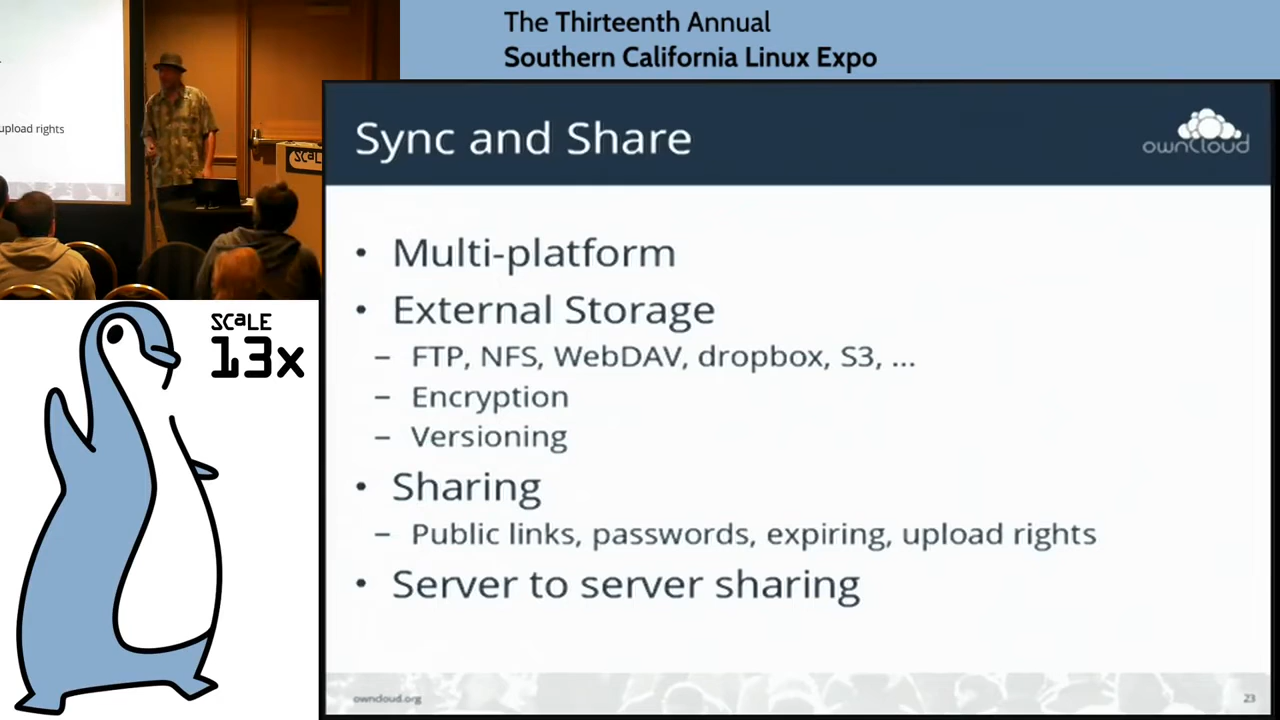 The Thirteenth Annual
Southern California Linux Expo
upload rights
SCALE
SCALE
13x
Sync and Share
ownCloud
• Multi-platform
• External Storage
– FTP, NFS, WebDAV, dropbox, S3, ...
– Encryption
– Versioning
• Sharing
– Public links, passwords, expiring, upload rights
• Server to server sharing
owncloud.org
23